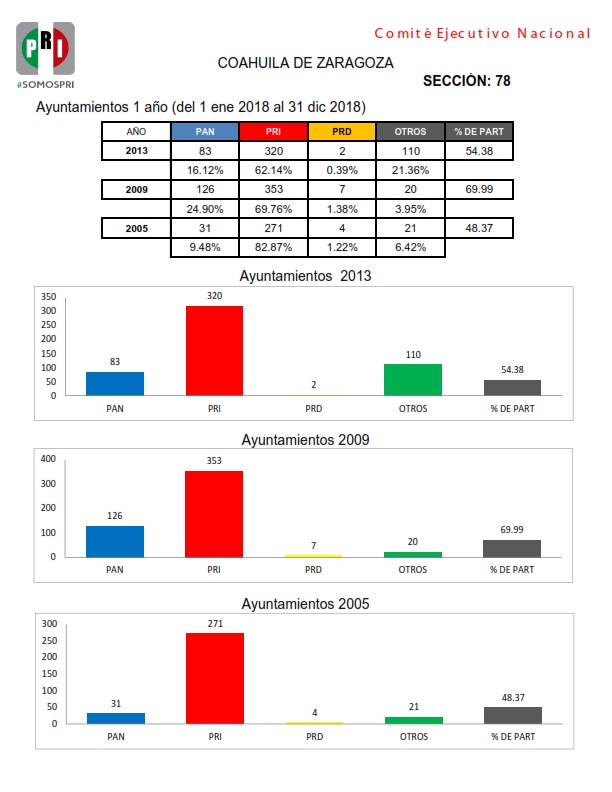 PRI
Comité Ejecutivo Nacional
#SOMOSPRI
COAHUILA DE ZARAGOZA
SECCIÓN: 78
Ayuntamientos 1 año (del 1 ene 2018 al 31 dic 2018)
AÑO PAN PRI PRD OTROS % DE PART
2013 83 320 2 110 54.38
16.12% 62.14% 0.39% 21.36%
2009 126 353 7 20 69.99
24.90% 69.76% 1.38% 3.95%
2005 31 271 4 21 48.37
9.48% 82.87% 1.22% 6.42%
Ayuntamientos 2013
350
300
250
200
150
100
50
0
83 320 2 110 54.38
PAN PRI PRD OTROS % DE PART
Ayuntamientos 2009
400
300
200
100
0
126 353 7 20 69.99
PAN PRI PRD OTROS % DE PART
Ayuntamientos 2005
300
250
200
150
100
50
0
31 271 4 21 48.37
PAN PRI PRD OTROS % DE PART